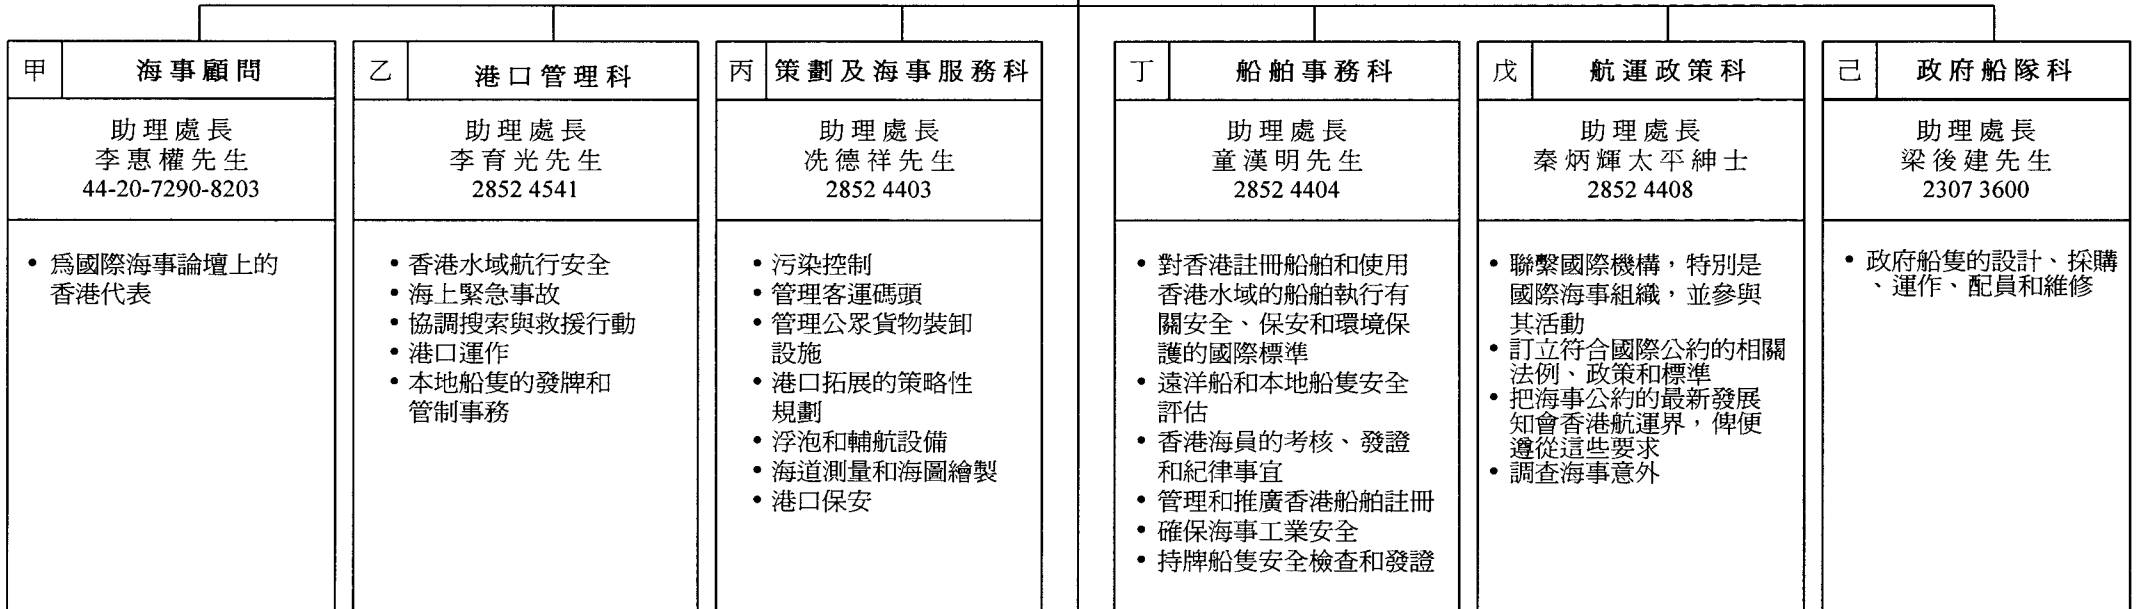 甲 海事顧問
助理處長
李惠權先生
44-20-7290-8203
• 爲國際海事論壇上的
香港代表
乙 港口管理科
助理處長
李育光先生
2852 4541
• 香港水域航行安全
• 海上緊急事故
• 協調搜索與救援行動
• 港口運作
• 本地船隻的發牌和
管制事務
丙 策劃及海事服務科
助理處長
冼德祥先生
2852 4403
• 污染控制
• 管理客運碼頭
• 管理公眾貨物裝卸
設施
• 港口拓展的策略性
規劃
• 浮泡和輔航設備
• 海道測量和海圖繪製
• 港口保安
丁 船舶事務科
助理處長
童漢明先生
2852 4404
• 對香港註冊船舶和使用
香港水域的船舶執行有
關安全、保安和環境保
護的國際標準
• 遠洋船和本地船隻安全
評估
• 香港海員的考核、發證
和紀律事宜
• 管理和推廣香港船舶註冊
• 確保海事工業安全
• 持牌船隻安全檢查和發證
戊 航運政策科
助理處長
秦炳輝太平紳士
2852 4408
• 聯繫國際機構，特別是
國際海事組織，並參與
其活動
• 訂立符合國際公約的相關
法例、政策和標準
• 把海事公約的最新發展
知會香港航運界，俾便
遵從這些要求
• 調查海事意外
己 政府船隊科
助理處長
梁後建先生
2307 3600
• 政府船隻的設計、採購
、運作、配員和維修